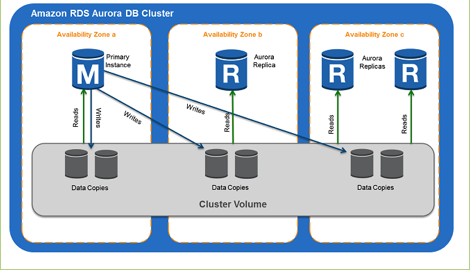 Amazon RDS Aurora DB Cluster
Availability Zone a
Availability Zone b
Availability Zone c
Primary
Instance
M
Aurora
Replica
R
Aurora
Replicas
R
R
Reads
Writes
Writes
Writes
Reads
Reads
Reads
Data Copies
Data Copies
Data Copies
Cluster Volume